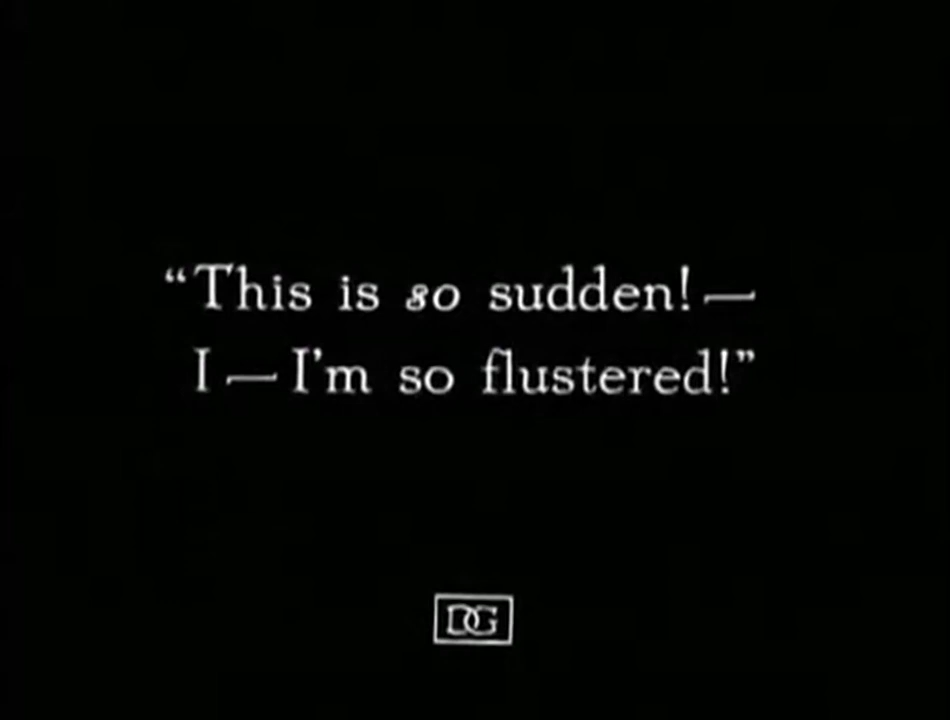 “This is so sudden!—
I—I'm so flustered!”
DG